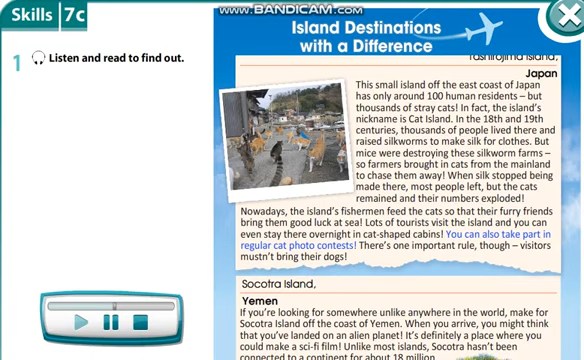 Skills 7c
www.BANDICAM.com
Island Destinations
with a Difference
1 Listen and read to find out.
Tashirojima Island,
Japan
This small island off the east coast of Japan
has only around 100 human residents – but
thousands of stray cats! In fact, the island's
nickname is Cat Island. In the 18th and 19th
centuries, thousands of people lived there and
raised silkworms to make silk for clothes. But
mice were destroying these silkworm farms –
so farmers brought in cats from the mainland
to chase them away! When silk stopped being
made there, most people left, but the cats
remained and their numbers exploded!
Nowadays, the island's fishermen feed the cats so that their furry friends
bring them good luck at sea! Lots of tourists visit the island and you can
even stay there overnight in cat-shaped cabins! You can also take part in
regular cat photo contests! There's one important rule, though – visitors
mustn't bring their dogs!
Socotra Island,
Yemen
If you're looking for somewhere unlike anywhere in the world, make for
Socotra Island off the coast of Yemen. When you arrive, you might think
that you've landed on an alien planet! It's definitely a place where you
could make a sci-fi film! Unlike most islands, Socotra hasn't been
connected to a continent for about 18 million